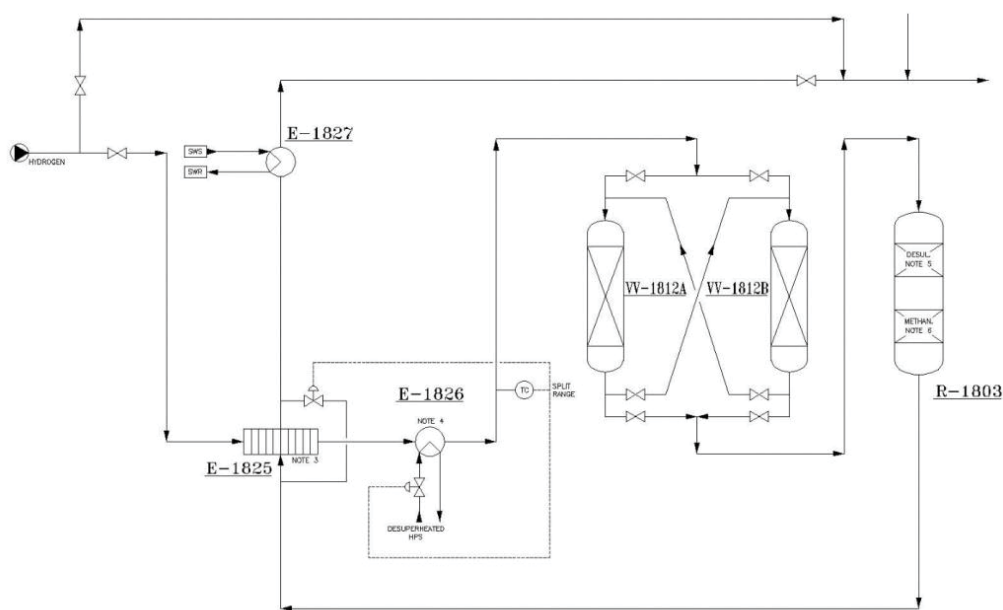 E-1827
SWS
HYDROGEN
SWR
DESUL.
NOTE 5
VV-1812A
VV-1812B
METHAN.
NOTE 6
E-1826
TC
SPLIT
RANGE
R-1803
NOTE 4
NOTE 3
E-1825
DESUPERHEATED
HPS